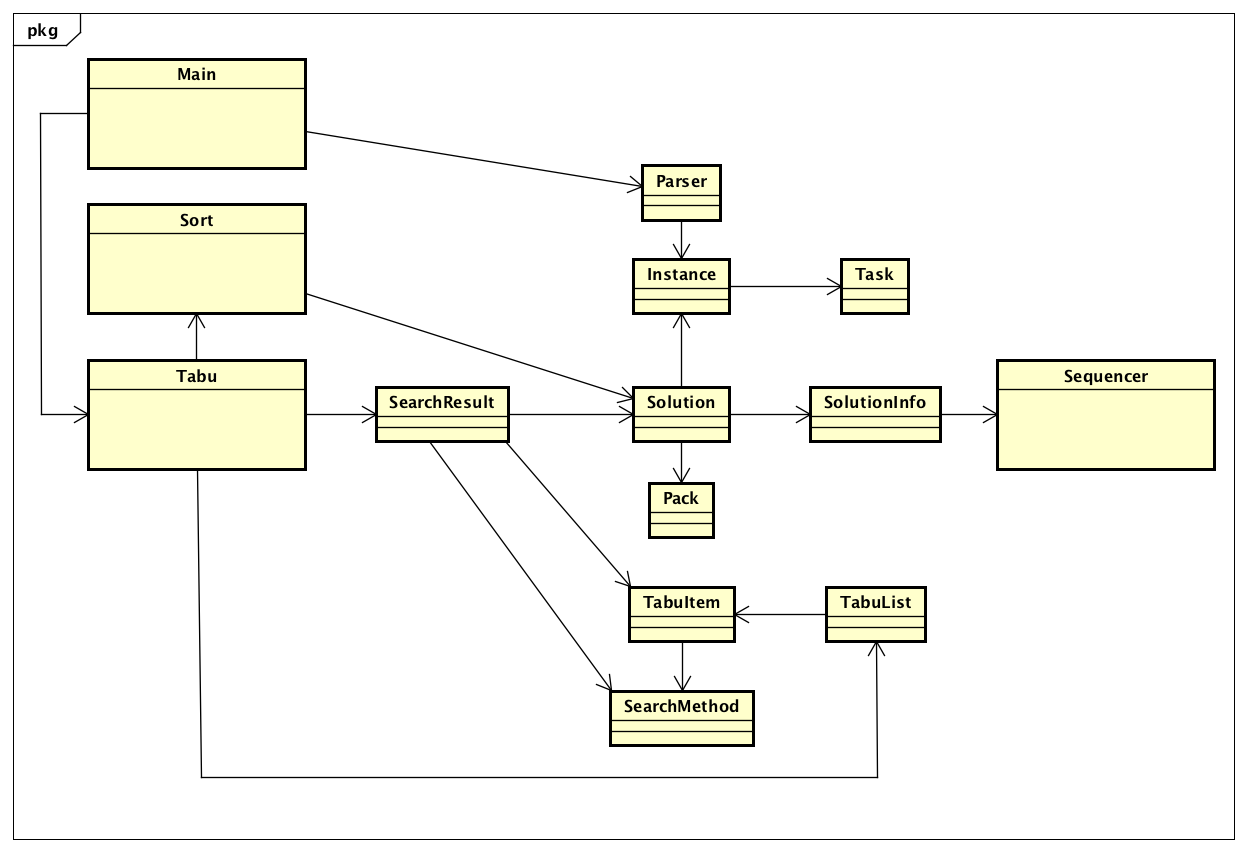 pkg
Main
Parser
Sort
Instance
Task
Tabu
SearchResult
Solution
SolutionInfo
Sequencer
Pack
TabuItem
TabuList
SearchMethod